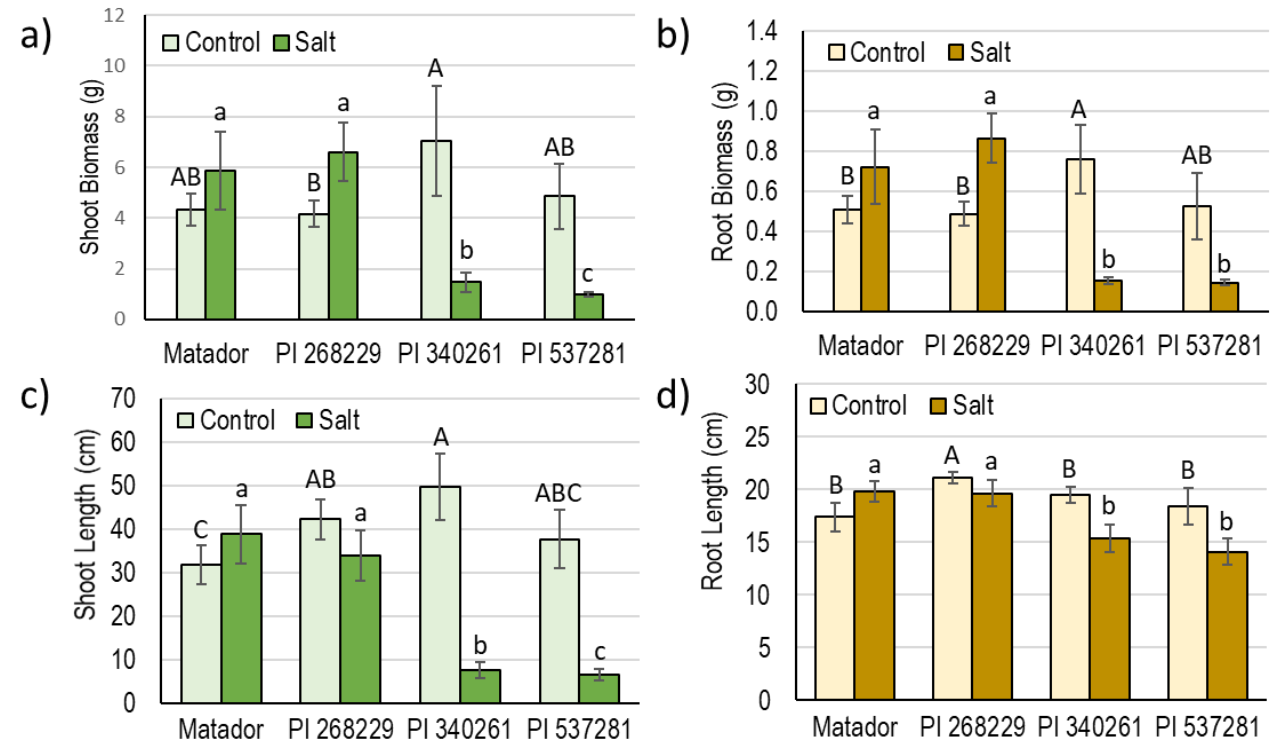 a)
Shoot Biomass (g)
12
10
8
6
4
2
0
Control Salt
AB a B a A b AB c
Matador PI 268229 PI 340261 PI 537281
b)
Root Biomass (g)
1.4
1.2
1.0
0.8
0.6
0.4
0.2
0.0
Control Salt
B a B a A b AB b
Matador PI 268229 PI 340261 PI 537281
c)
Shoot Length (cm)
70
60
50
40
30
20
10
0
Control Salt
C a AB a A b ABC c
Matador PI 268229 PI 340261 PI 537281
d)
Root Length (cm)
30
25
20
15
10
5
0
Control Salt
B a A a B b B b
Matador PI 268229 PI 340261 PI 537281